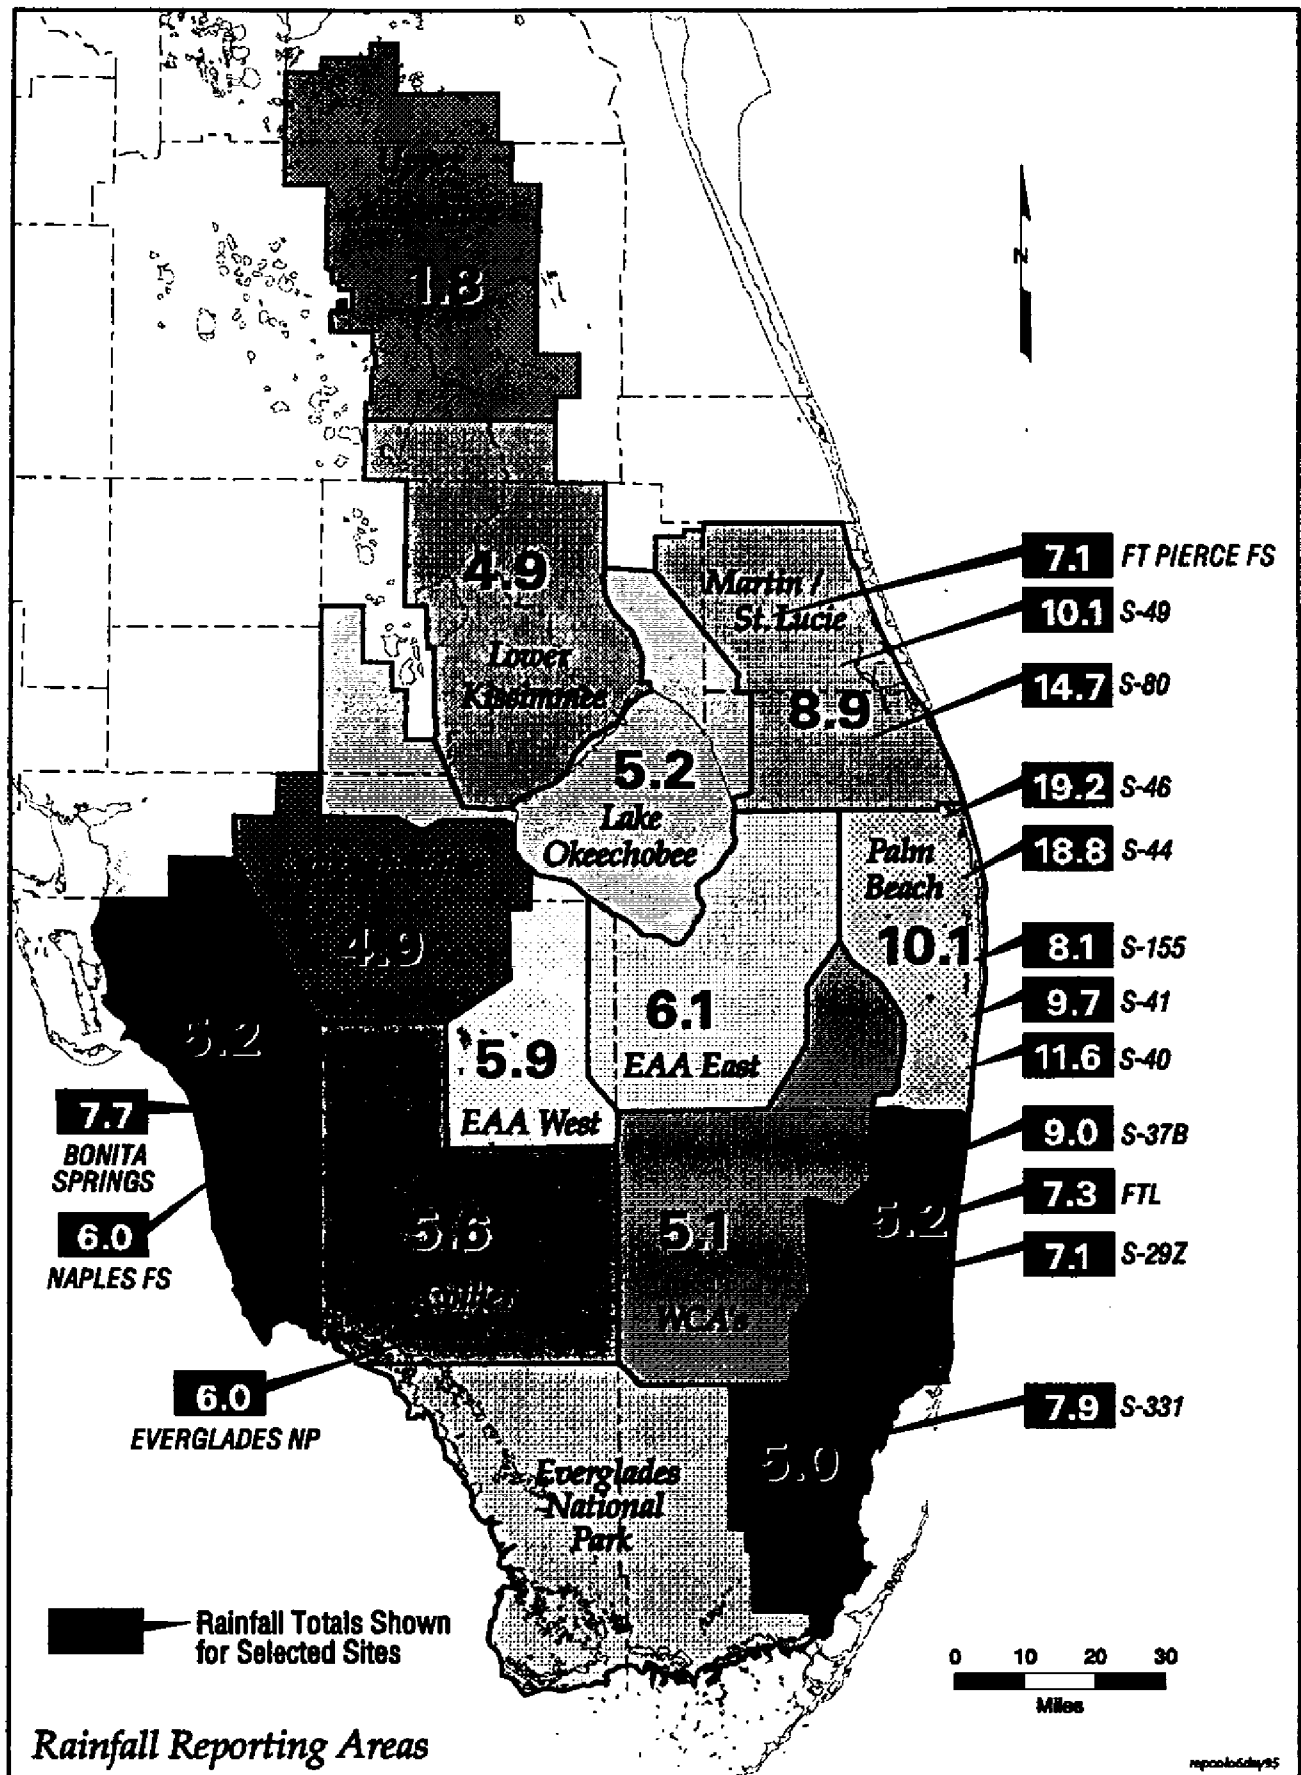 1.8
N
4.9
Lower
Kissimmee
Martin /
St. Lucie
8.9
7.1 FT PIERCE FS
10.1 S-49
14.7 S-80
5.2
Lake
Okeechobee
19.2 S-46
18.8 S-44
Palm
Beach
10.1
8.1 S-155
9.7 S-41
11.6 S-40
4.9
5.2
5.9
EAA West
6.1
EAA East
7.7
BONITA
SPRINGS
6.0
NAPLES FS
9.0 S-37B
7.3 FTL
7.1 S-29Z
5.6
Collier
5.1
WCA's
5.2
6.0
EVERGLADES NP
7.9 S-331
5.0
Everglades
National
Park
Rainfall Totals Shown
for Selected Sites
0 10 20 30
Miles
Rainfall Reporting Areas